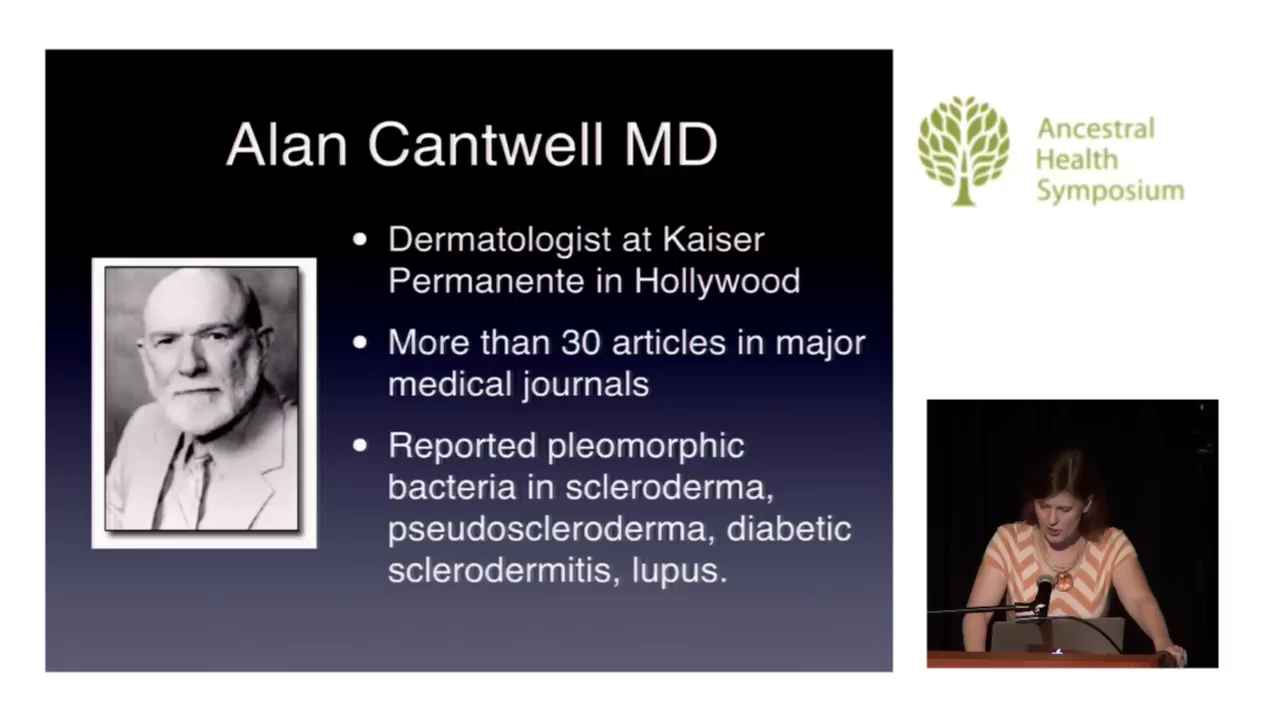 Alan Cantwell MD
• Dermatologist at Kaiser
Permanente in Hollywood
• More than 30 articles in major
medical journals
• Reported pleomorphic
bacteria in scleroderma,
pseudoscleroderma, diabetic
sclerodermitis, lupus.
Ancestral
Health
Symposium